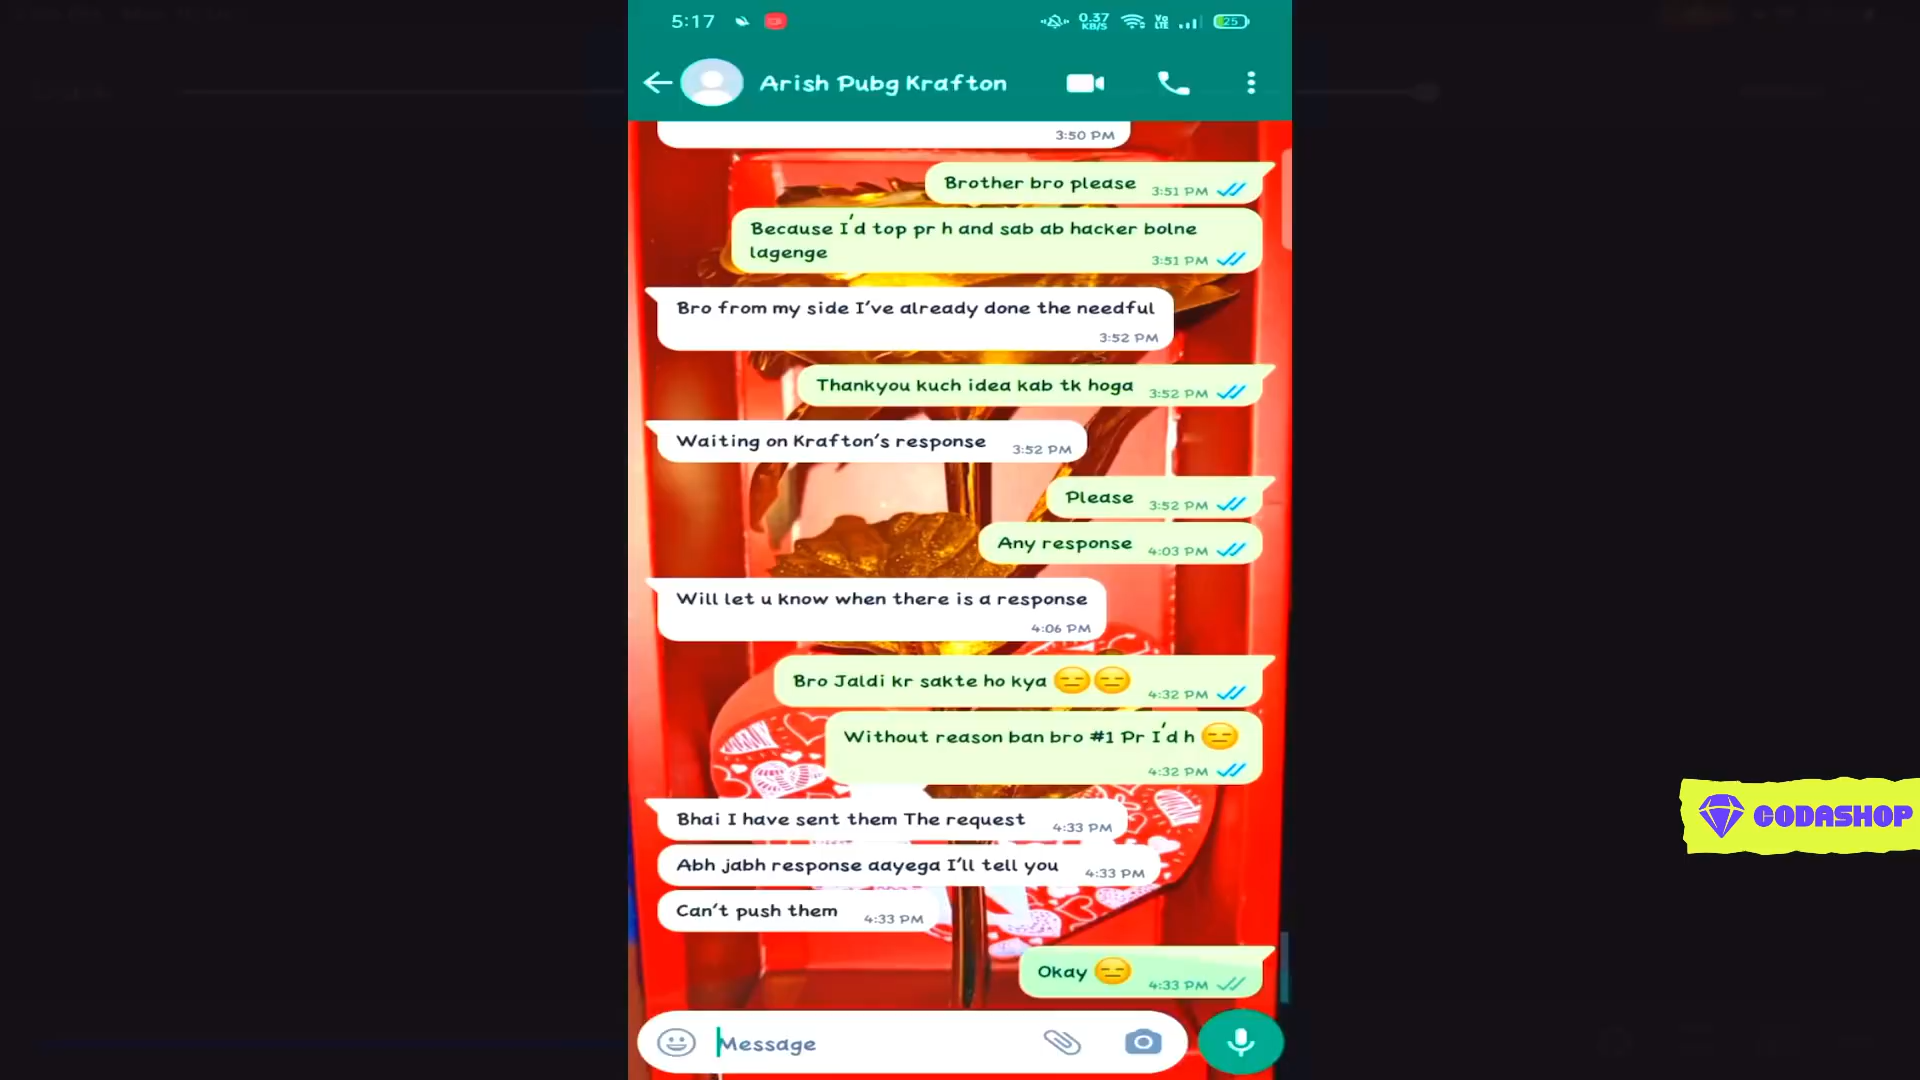 5:17
0.37
KB/S
Vo
LTE
25
Arish Pubg Krafton
3:50 PM
Brother bro please 3:51 PM
Because I'd top pr h and sab ab hacker bolne
lagenge 3:51 PM
Bro from my side I've already done the needful
3:52 PM
Thankyou kuch idea kab tk hoga 3:52 PM
Waiting on Krafton's response 3:52 PM
Please 3:52 PM
Any response 4:03 PM
Will let u know when there is a response
4:06 PM
Bro Jaldi kr sakte ho kya 😑😑 4:32 PM
Without reason ban bro #1 Pr I'd h 😑
4:32 PM
Bhai I have sent them The request 4:33 PM
Abh jabh response aayega I'll tell you 4:33 PM
Can't push them 4:33 PM
Okay 😑 4:33 PM
Message
CODASHOP